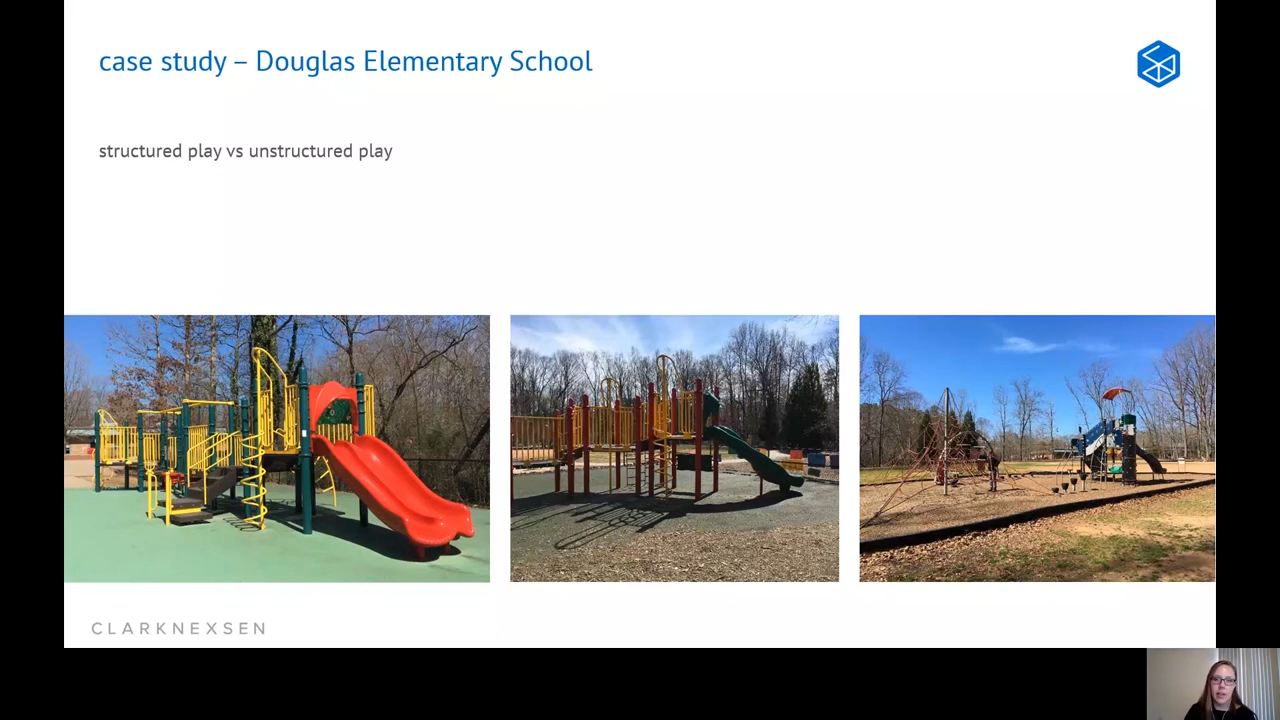 case study – Douglas Elementary School
structured play vs unstructured play
CLARKNEXSEN